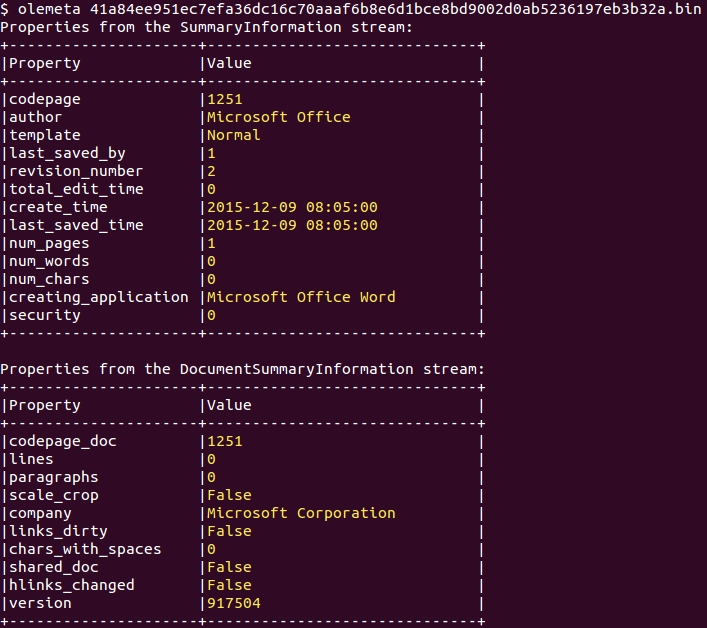 $ olemeta 41a84ee951ec7efa36dc16c70aaaf6b8e6d1bce8bd9002d0ab5236197eb3b32a.bin
Properties from the SummaryInformation stream:
+---------------------+------------------------------+
|Property             |Value                         |
+---------------------+------------------------------+
|codepage             |1251                          |
|author               |Microsoft Office              |
|template             |Normal                        |
|last_saved_by        |1                             |
|revision_number      |2                             |
|total_edit_time      |0                             |
|create_time          |2015-12-09 08:05:00           |
|last_saved_time      |2015-12-09 08:05:00           |
|num_pages            |1                             |
|num_words            |0                             |
|num_chars            |0                             |
|creating_application |Microsoft Office Word         |
|security             |0                             |
+---------------------+------------------------------+
Properties from the DocumentSummaryInformation stream:
+---------------------+------------------------------+
|Property             |Value                         |
+---------------------+------------------------------+
|codepage_doc         |1251                          |
|lines                |0                             |
|paragraphs           |0                             |
|scale_crop           |False                         |
|company              |Microsoft Corporation         |
|links_dirty          |False                         |
|chars_with_spaces    |0                             |
|shared_doc           |False                         |
|hlinks_changed       |False                         |
|version              |917504                        |
+---------------------+------------------------------+